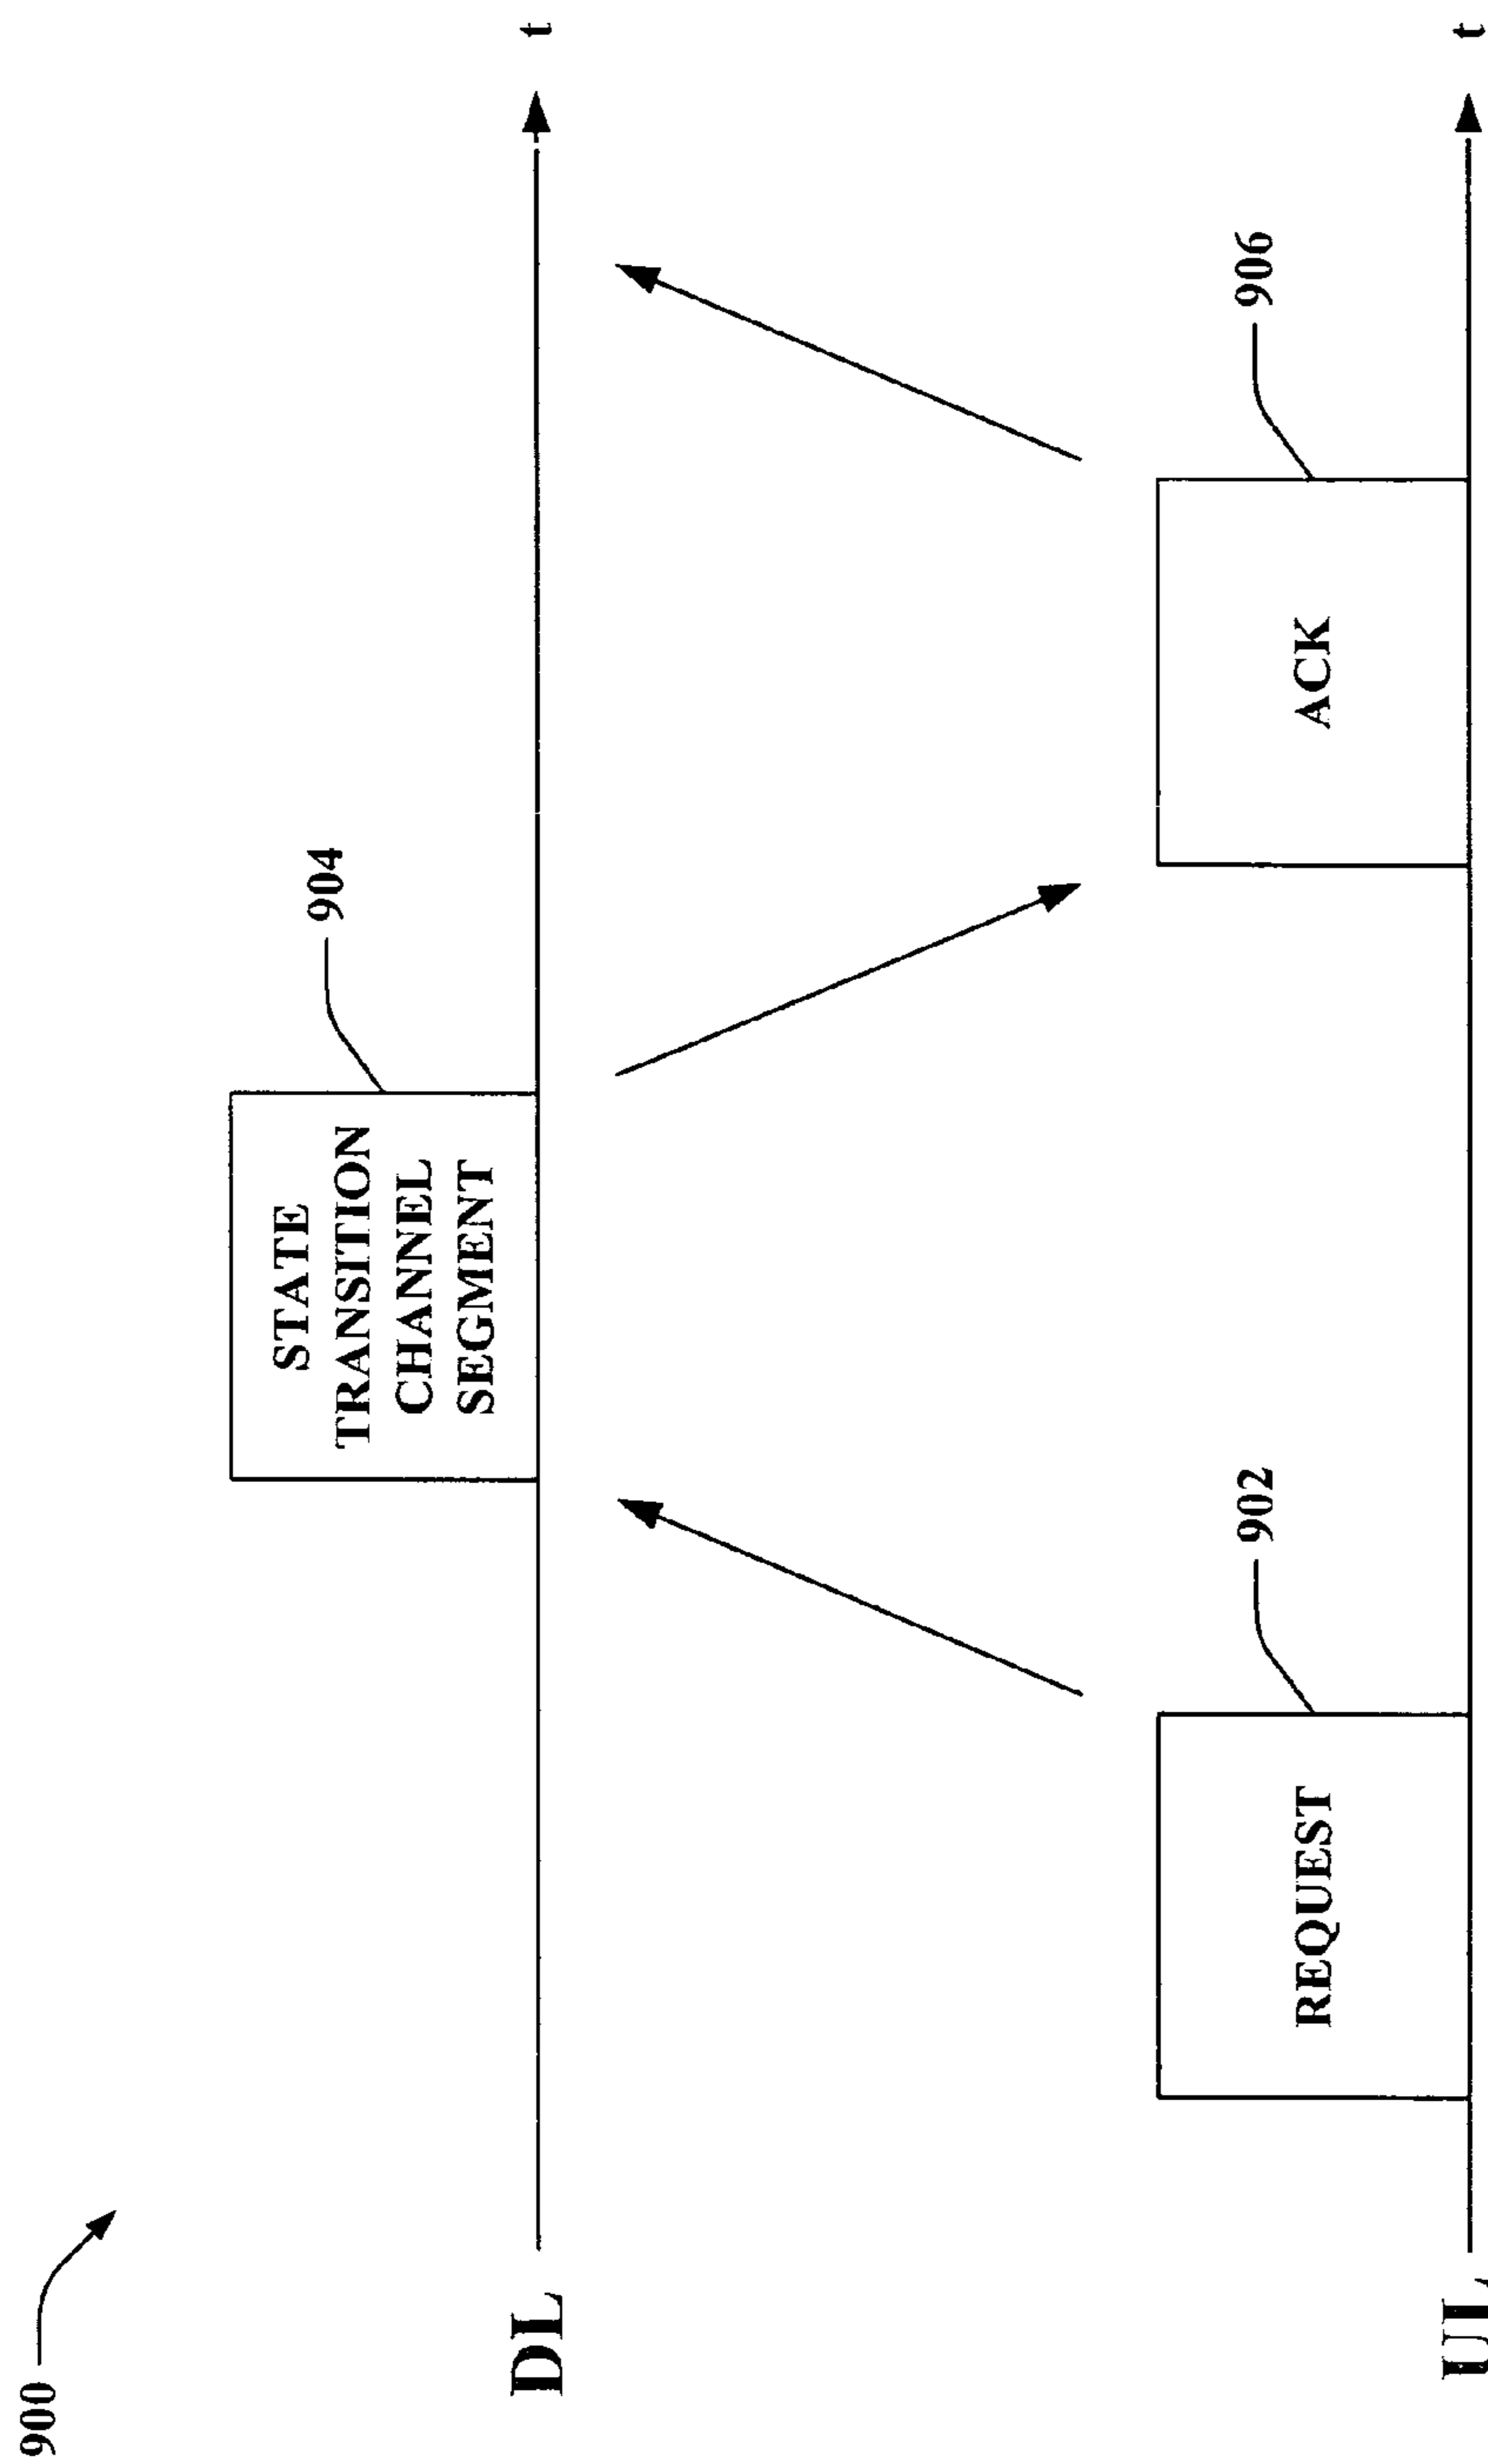 900
904
STATE
TRANSITION
CHANNEL
SEGMENT
DL
t
902
906
REQUEST
ACK
UL
t